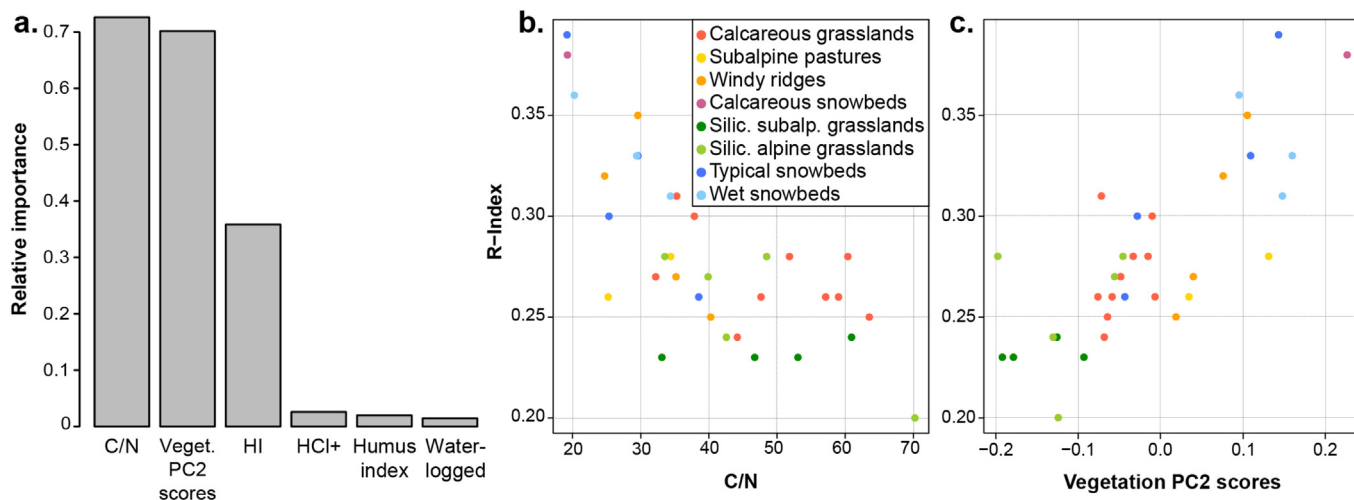 a.
Relative importance
0.7
0.6
0.5
0.4
0.3
0.2
0.1
0
C/N
Veget.
PC2
scores
HI
HCl+
Humus
index
Water-
logged
b.
R−Index
0.35
0.30
0.25
0.20
20
30
40
50
60
70
C/N
Calcareous grasslands
Subalpine pastures
Windy ridges
Calcareous snowbeds
Silic. subalp. grasslands
Silic. alpine grasslands
Typical snowbeds
Wet snowbeds
c.
0.35
0.30
0.25
0.20
−0.2
−0.1
0.0
0.1
0.2
Vegetation PC2 scores